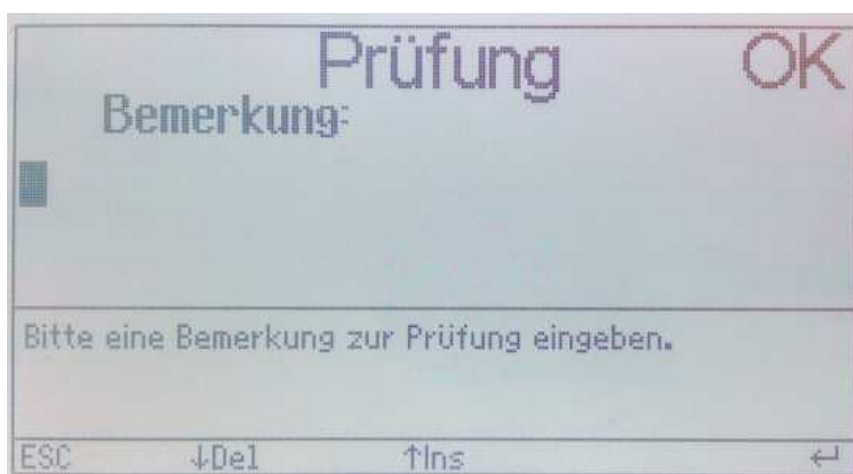 Prüfung OK
Bemerkung:
Bitte eine Bemerkung zur Prüfung eingeben.
ESC ↓Del ↑Ins ↵